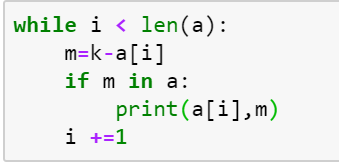 while i < len(a):
    m=k-a[i]
    if m in a:
        print(a[i],m)
    i +=1